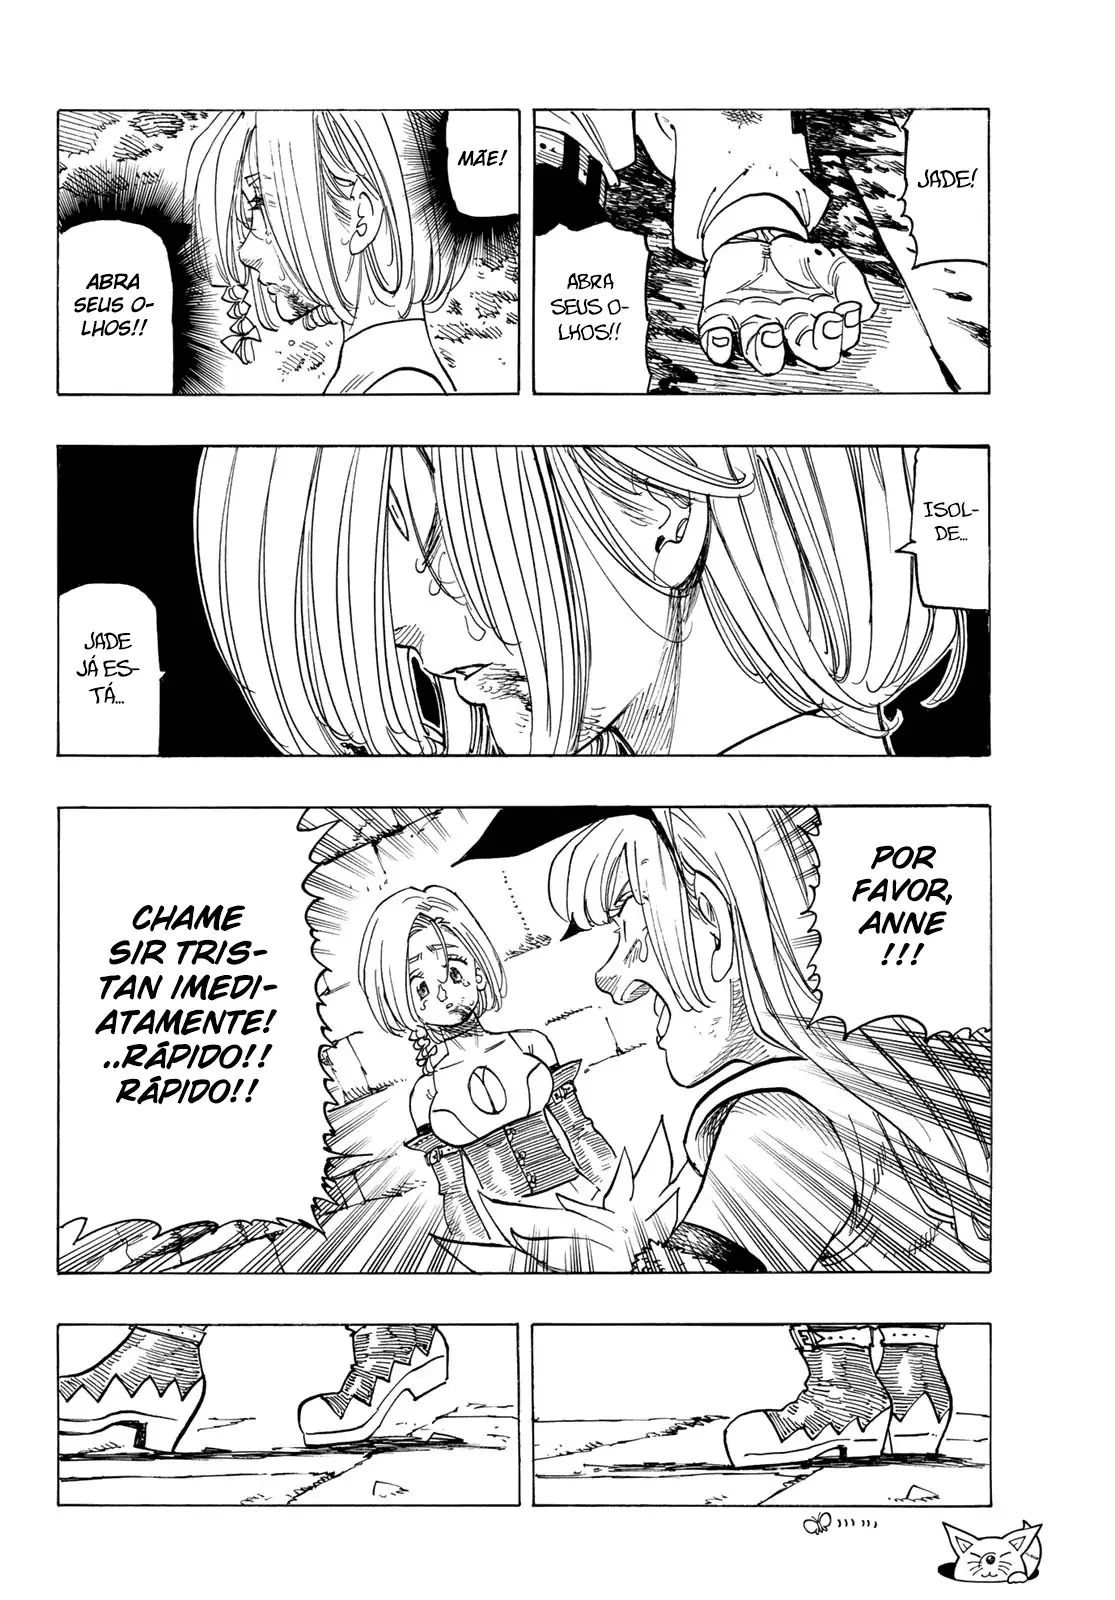 JADE!
ABRA
SEUS O-
LHOS!!
MÃE!
ABRA
SEUS O-
LHOS!!
ISOL-
DE...
JADE
JÁ ES-
TÁ...
POR
FAVOR,
ANNE
!!!
CHAME
SIR TRIS-
TAN IMEDI-
ATAMENTE!
..RÁPIDO!!
RÁPIDO!!